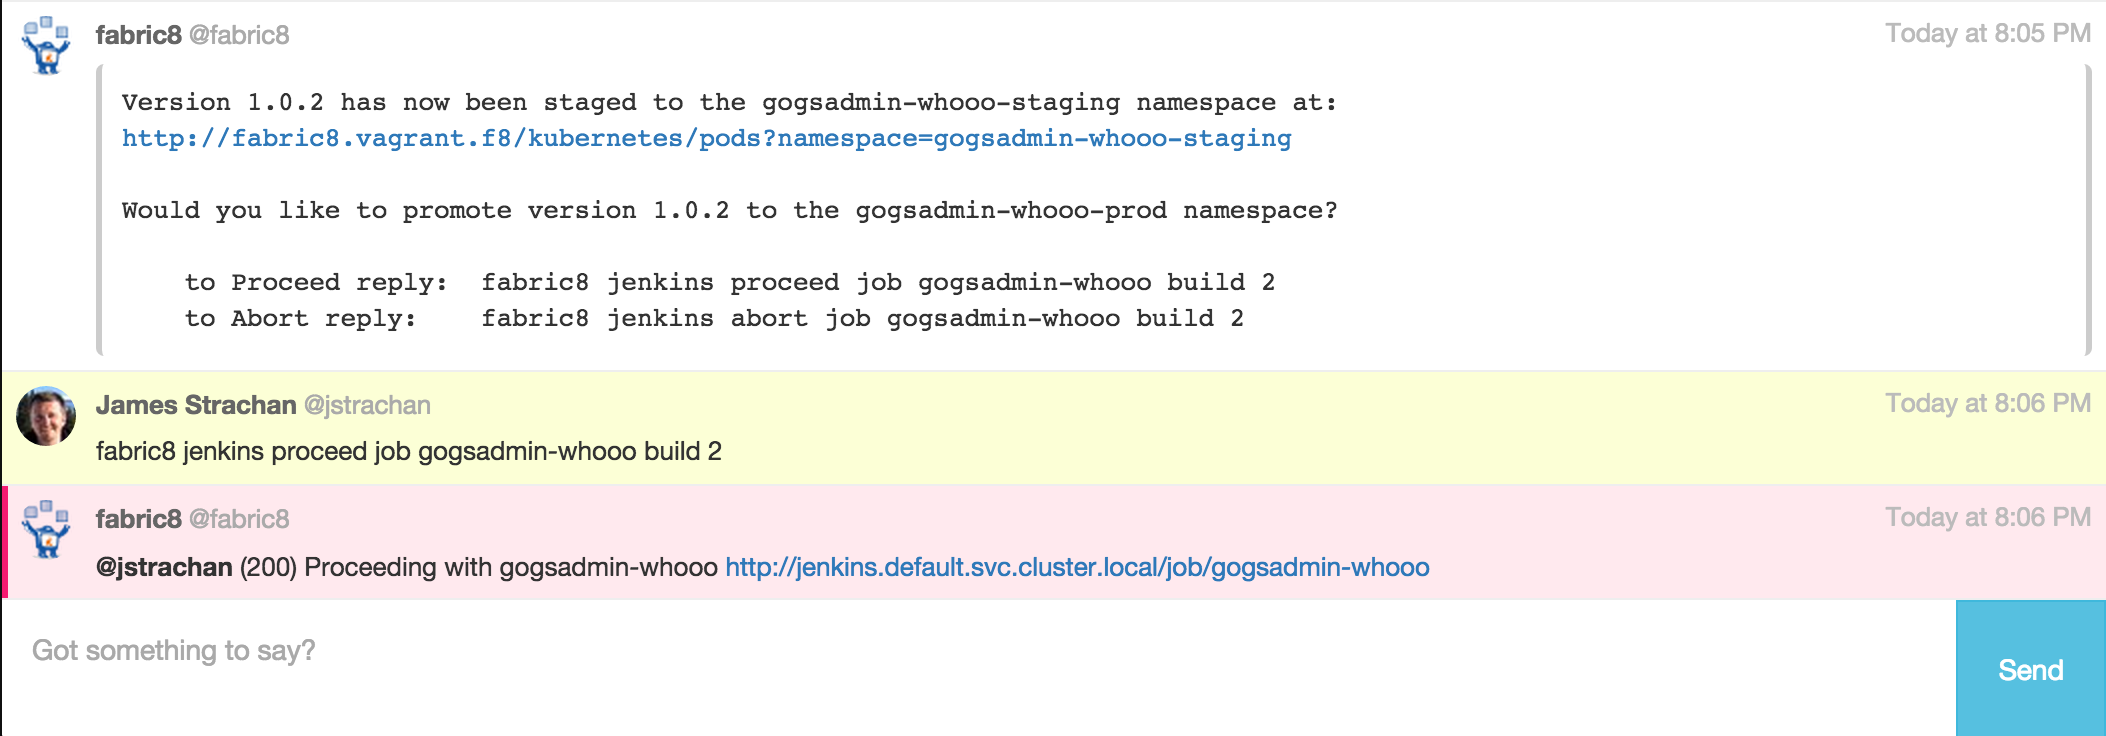 fabric8 @fabric8 Today at 8:05 PM
Version 1.0.2 has now been staged to the gogsadmin-whooo-staging namespace at:
http://fabric8.vagrant.f8/kubernetes/pods?namespace=gogsadmin-whooo-staging
Would you like to promote version 1.0.2 to the gogsadmin-whooo-prod namespace?
to Proceed reply: fabric8 jenkins proceed job gogsadmin-whooo build 2
to Abort reply: fabric8 jenkins abort job gogsadmin-whooo build 2
James Strachan @jstrachan Today at 8:06 PM
fabric8 jenkins proceed job gogsadmin-whooo build 2
fabric8 @fabric8 Today at 8:06 PM
@jstrachan (200) Proceeding with gogsadmin-whooo http://jenkins.default.svc.cluster.local/job/gogsadmin-whooo
Got something to say?
Send